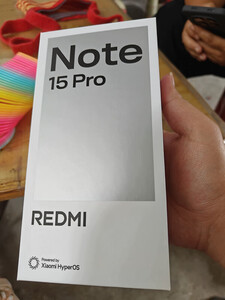 Note
15 Pro
REDMI
Powered by
Xiaomi HyperOS